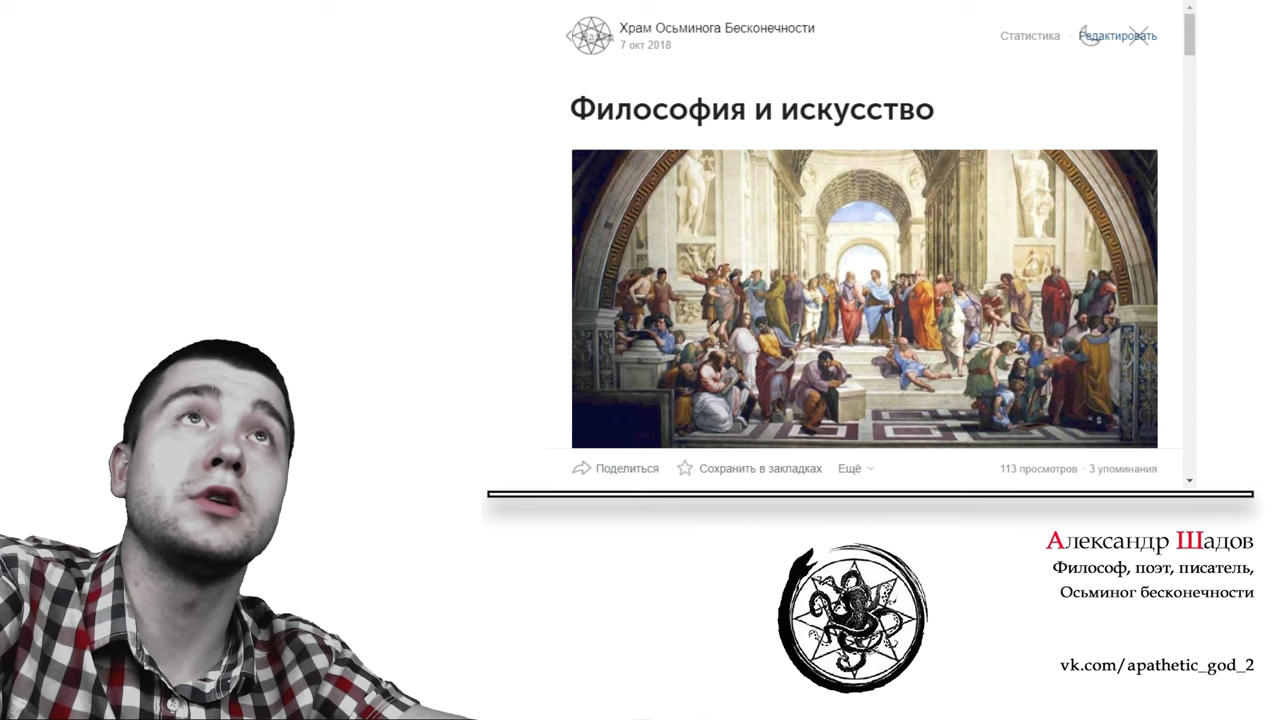 Храм Осьминога Бесконечности
7 окт 2018
Статистика · Редактировать
Философия и искусство
Поделиться Сохранить в закладках Ещё
113 просмотров · 3 упоминания
Александр Шадов
Философ, поэт, писатель,
Осьминог бесконечности
vk.com/apathetic_god_2